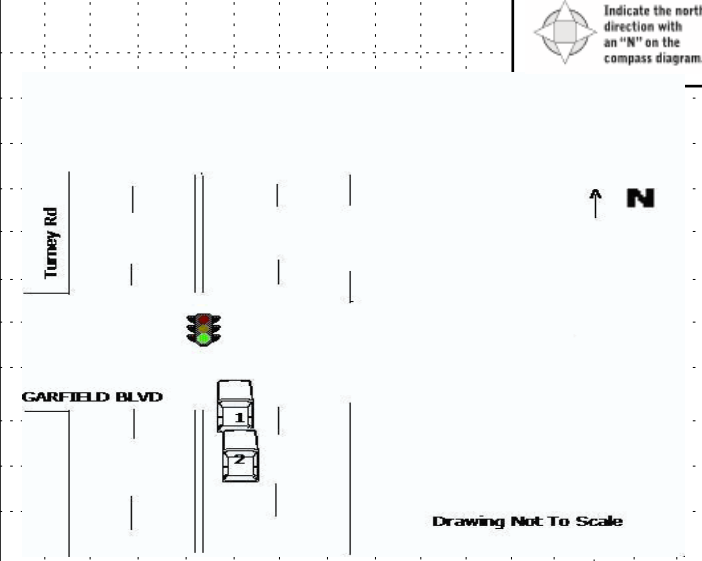 Indicate the north
direction with
an "N" on the
compass diagram.
Turney Rd
N
GARFIELD BLVD
1
2
Drawing Not To Scale